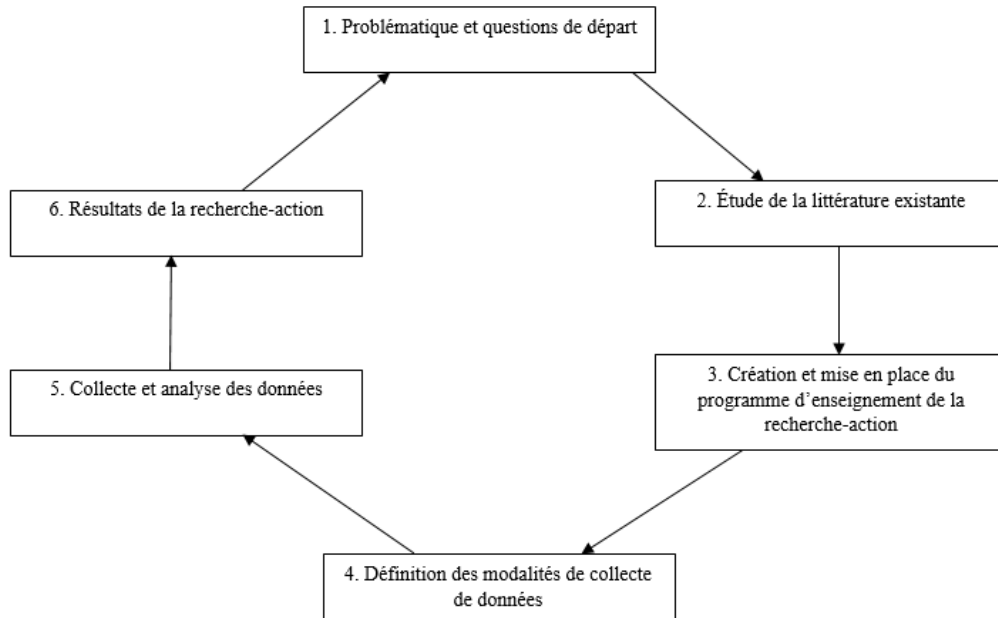 1. Problématique et questions de départ
2. Étude de la littérature existante
3. Création et mise en place du
programme d’enseignement de la
recherche-action
4. Définition des modalités de collecte
de données
5. Collecte et analyse des données
6. Résultats de la recherche-action